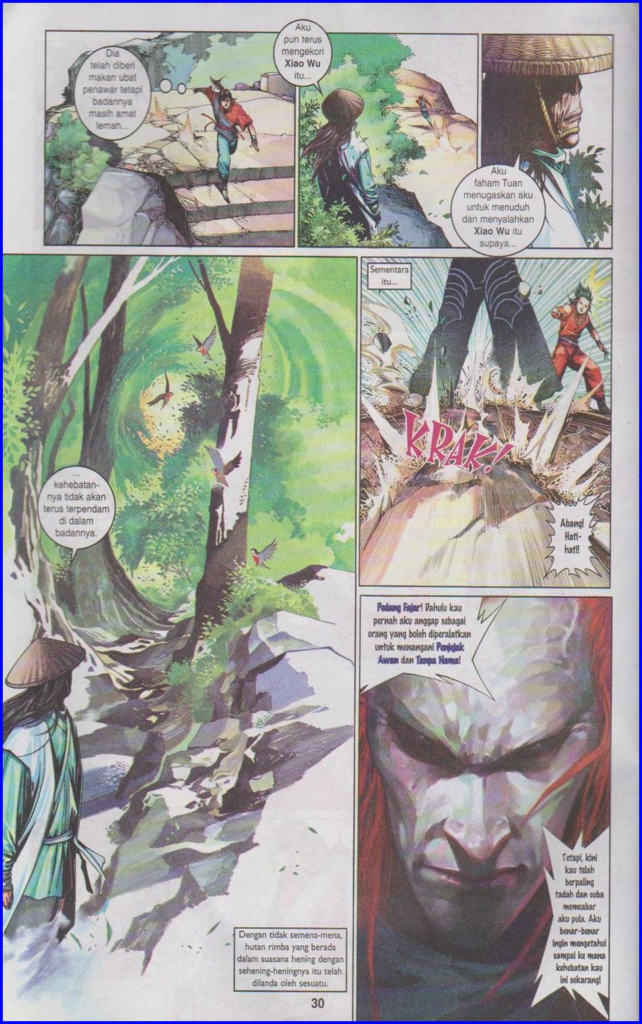 Dia
telah diberi
makan ubat
penawar tetapi
badannya
masih amat
lemah...
Aku
pun terus
mengekori
Xiao Wu
itu...
Aku
faham Tuan
menugaskan aku
untuk menuduh
dan menyalahkan
Xiao Wu itu
supaya...
...
kehebatan-
nya tidak akan
terus terpendam
di dalam
badannya.
Dengan tidak semena-mena,
hutan rimba yang berada
dalam suasana hening dengan
sehening-heningnya itu telah
dilanda oleh sesuatu.
Sementara
itu...
KRAK!
Abang!
Hati-
hati!
Pedang Fajar! Dahulu kau
pernah aku anggap sebagai
orang yang boleh diperalatkan
untuk menangani Penjejak
Awan dan Tanpa Nama!
Tetapi, kini
kau telah
berpaling
tadah dan cuba
mencabar
aku pula. Aku
benar-benar
ingin mengetahui
sampai ke mana
kehebatan kau
ini sekarang!
30